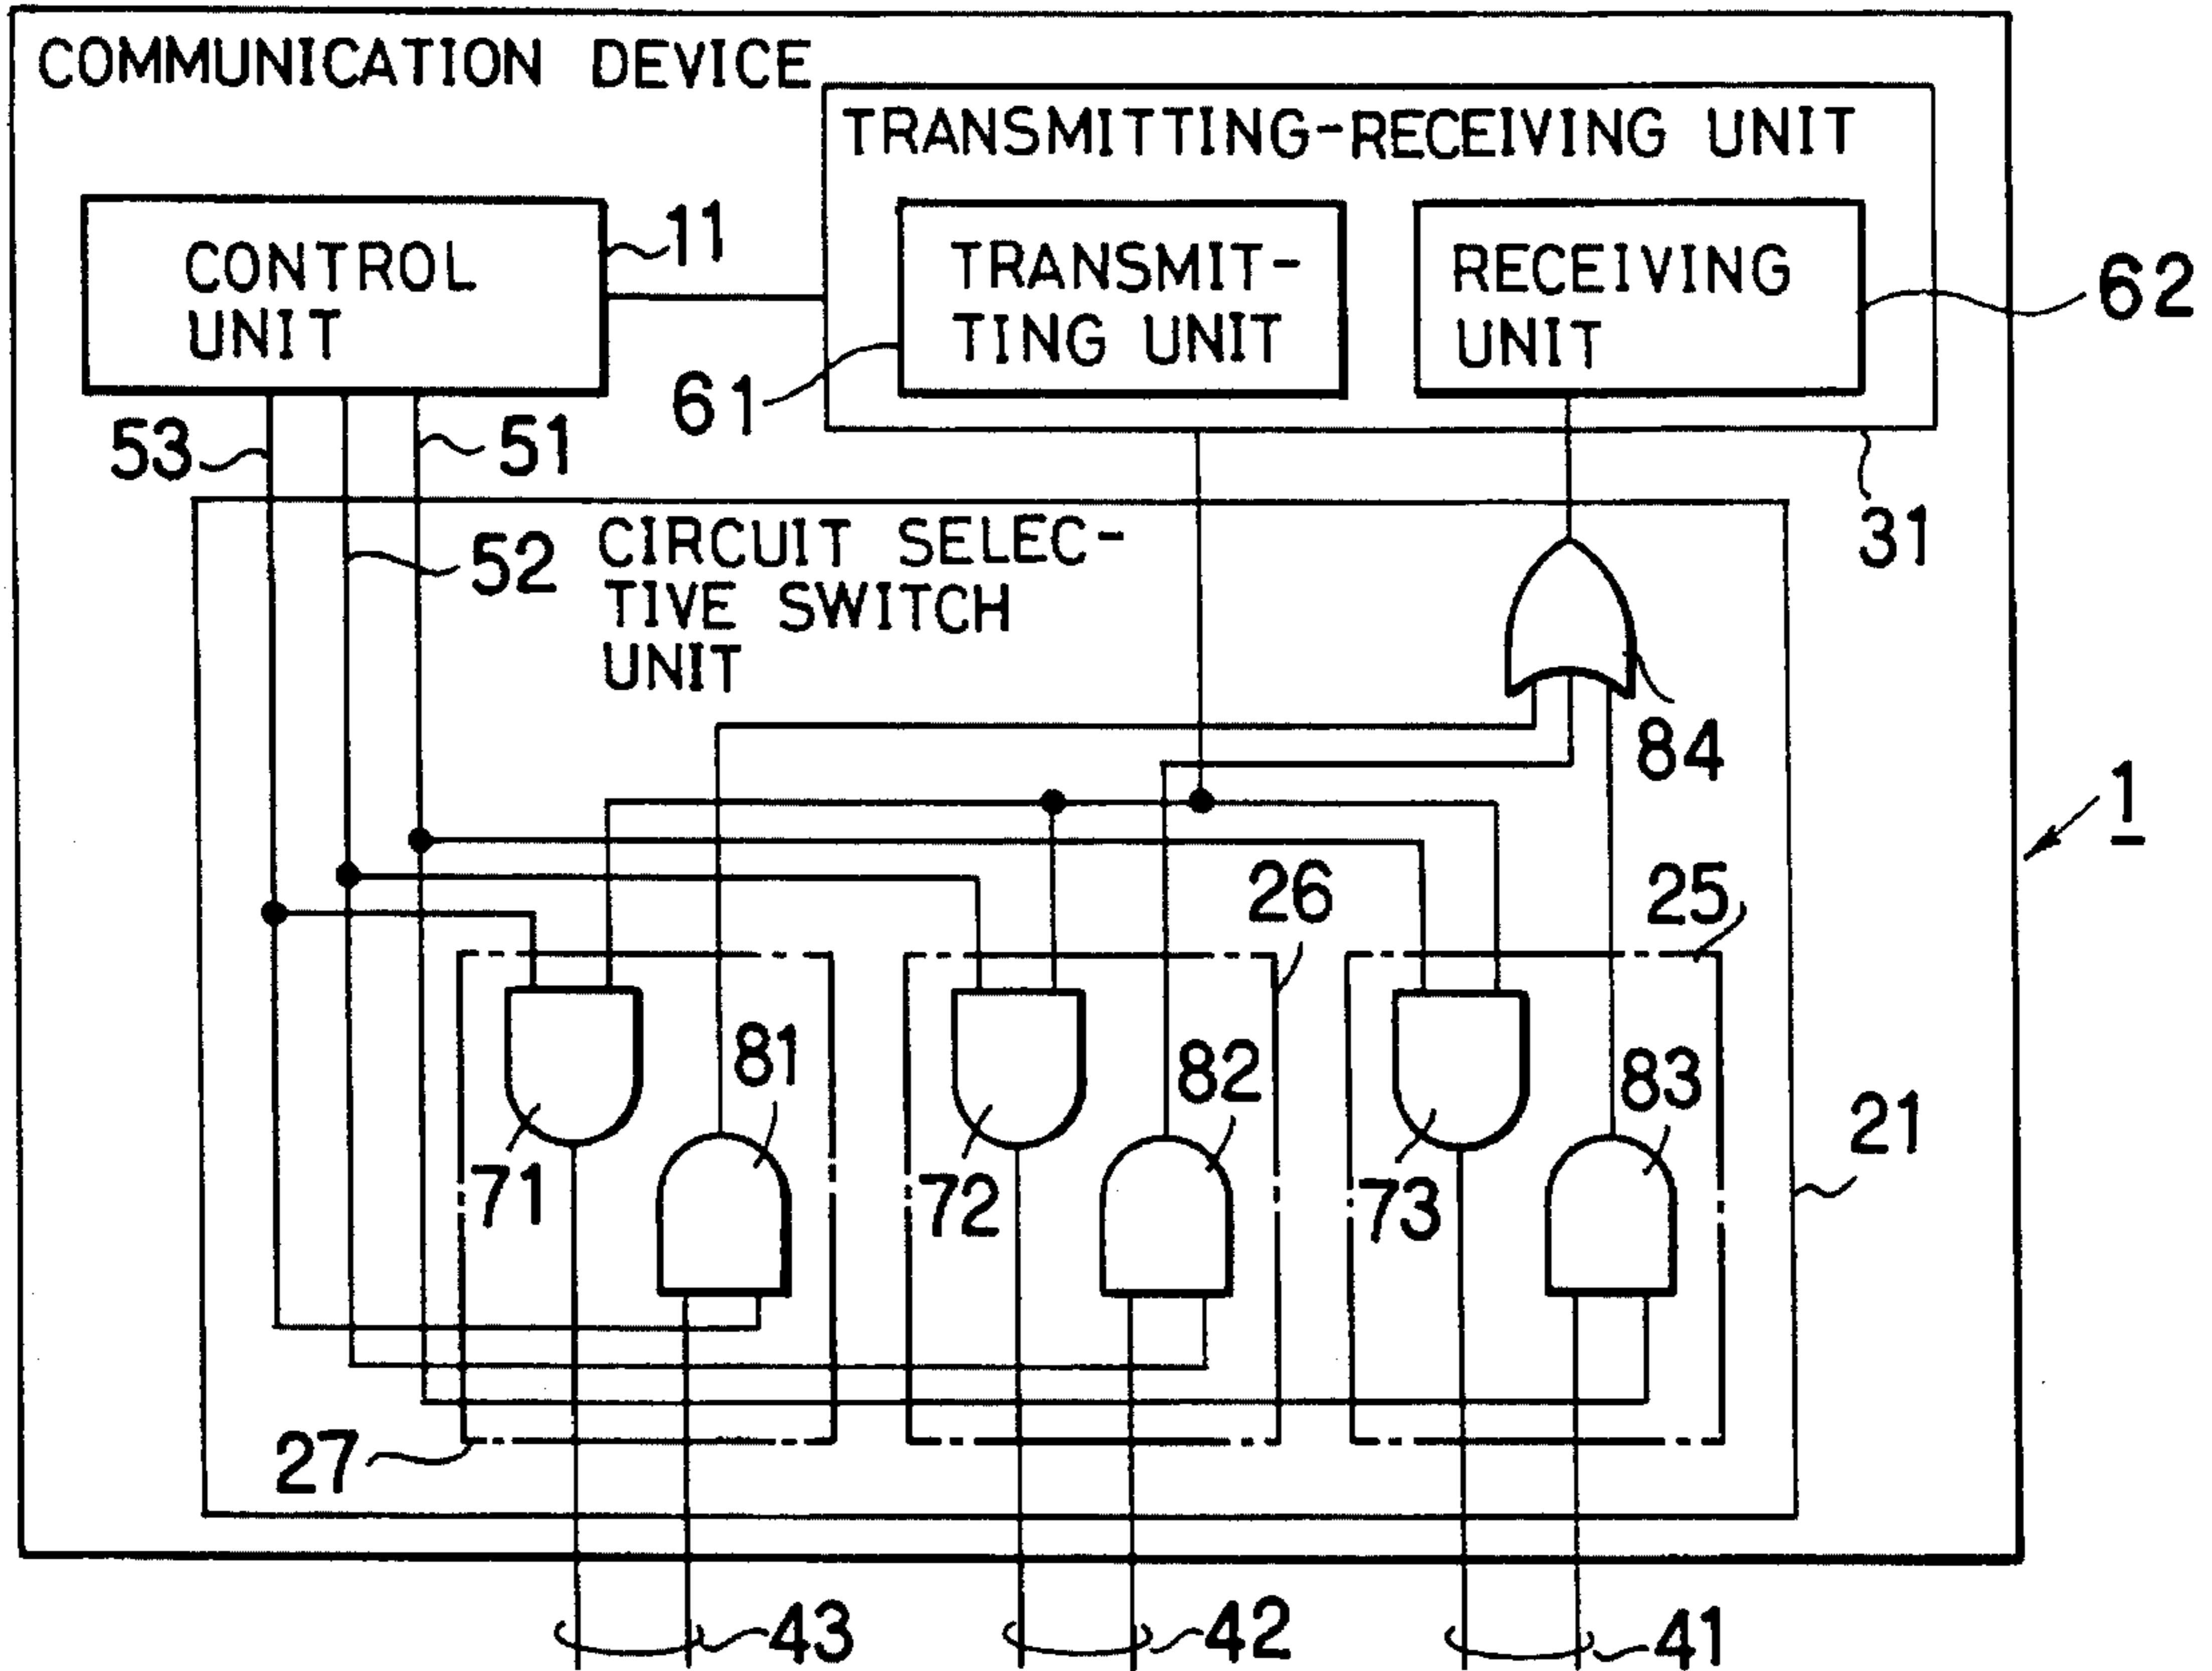 COMMUNICATION DEVICE
TRANSMITTING-RECEIVING UNIT
CONTROL
UNIT
11
TRANSMIT-
TING UNIT
RECEIVING
UNIT
62
61
53
51
31
52
CIRCUIT SELEC-
TIVE SWITCH
UNIT
84
1
26
25
81
82
83
21
71
72
73
27
43
42
41